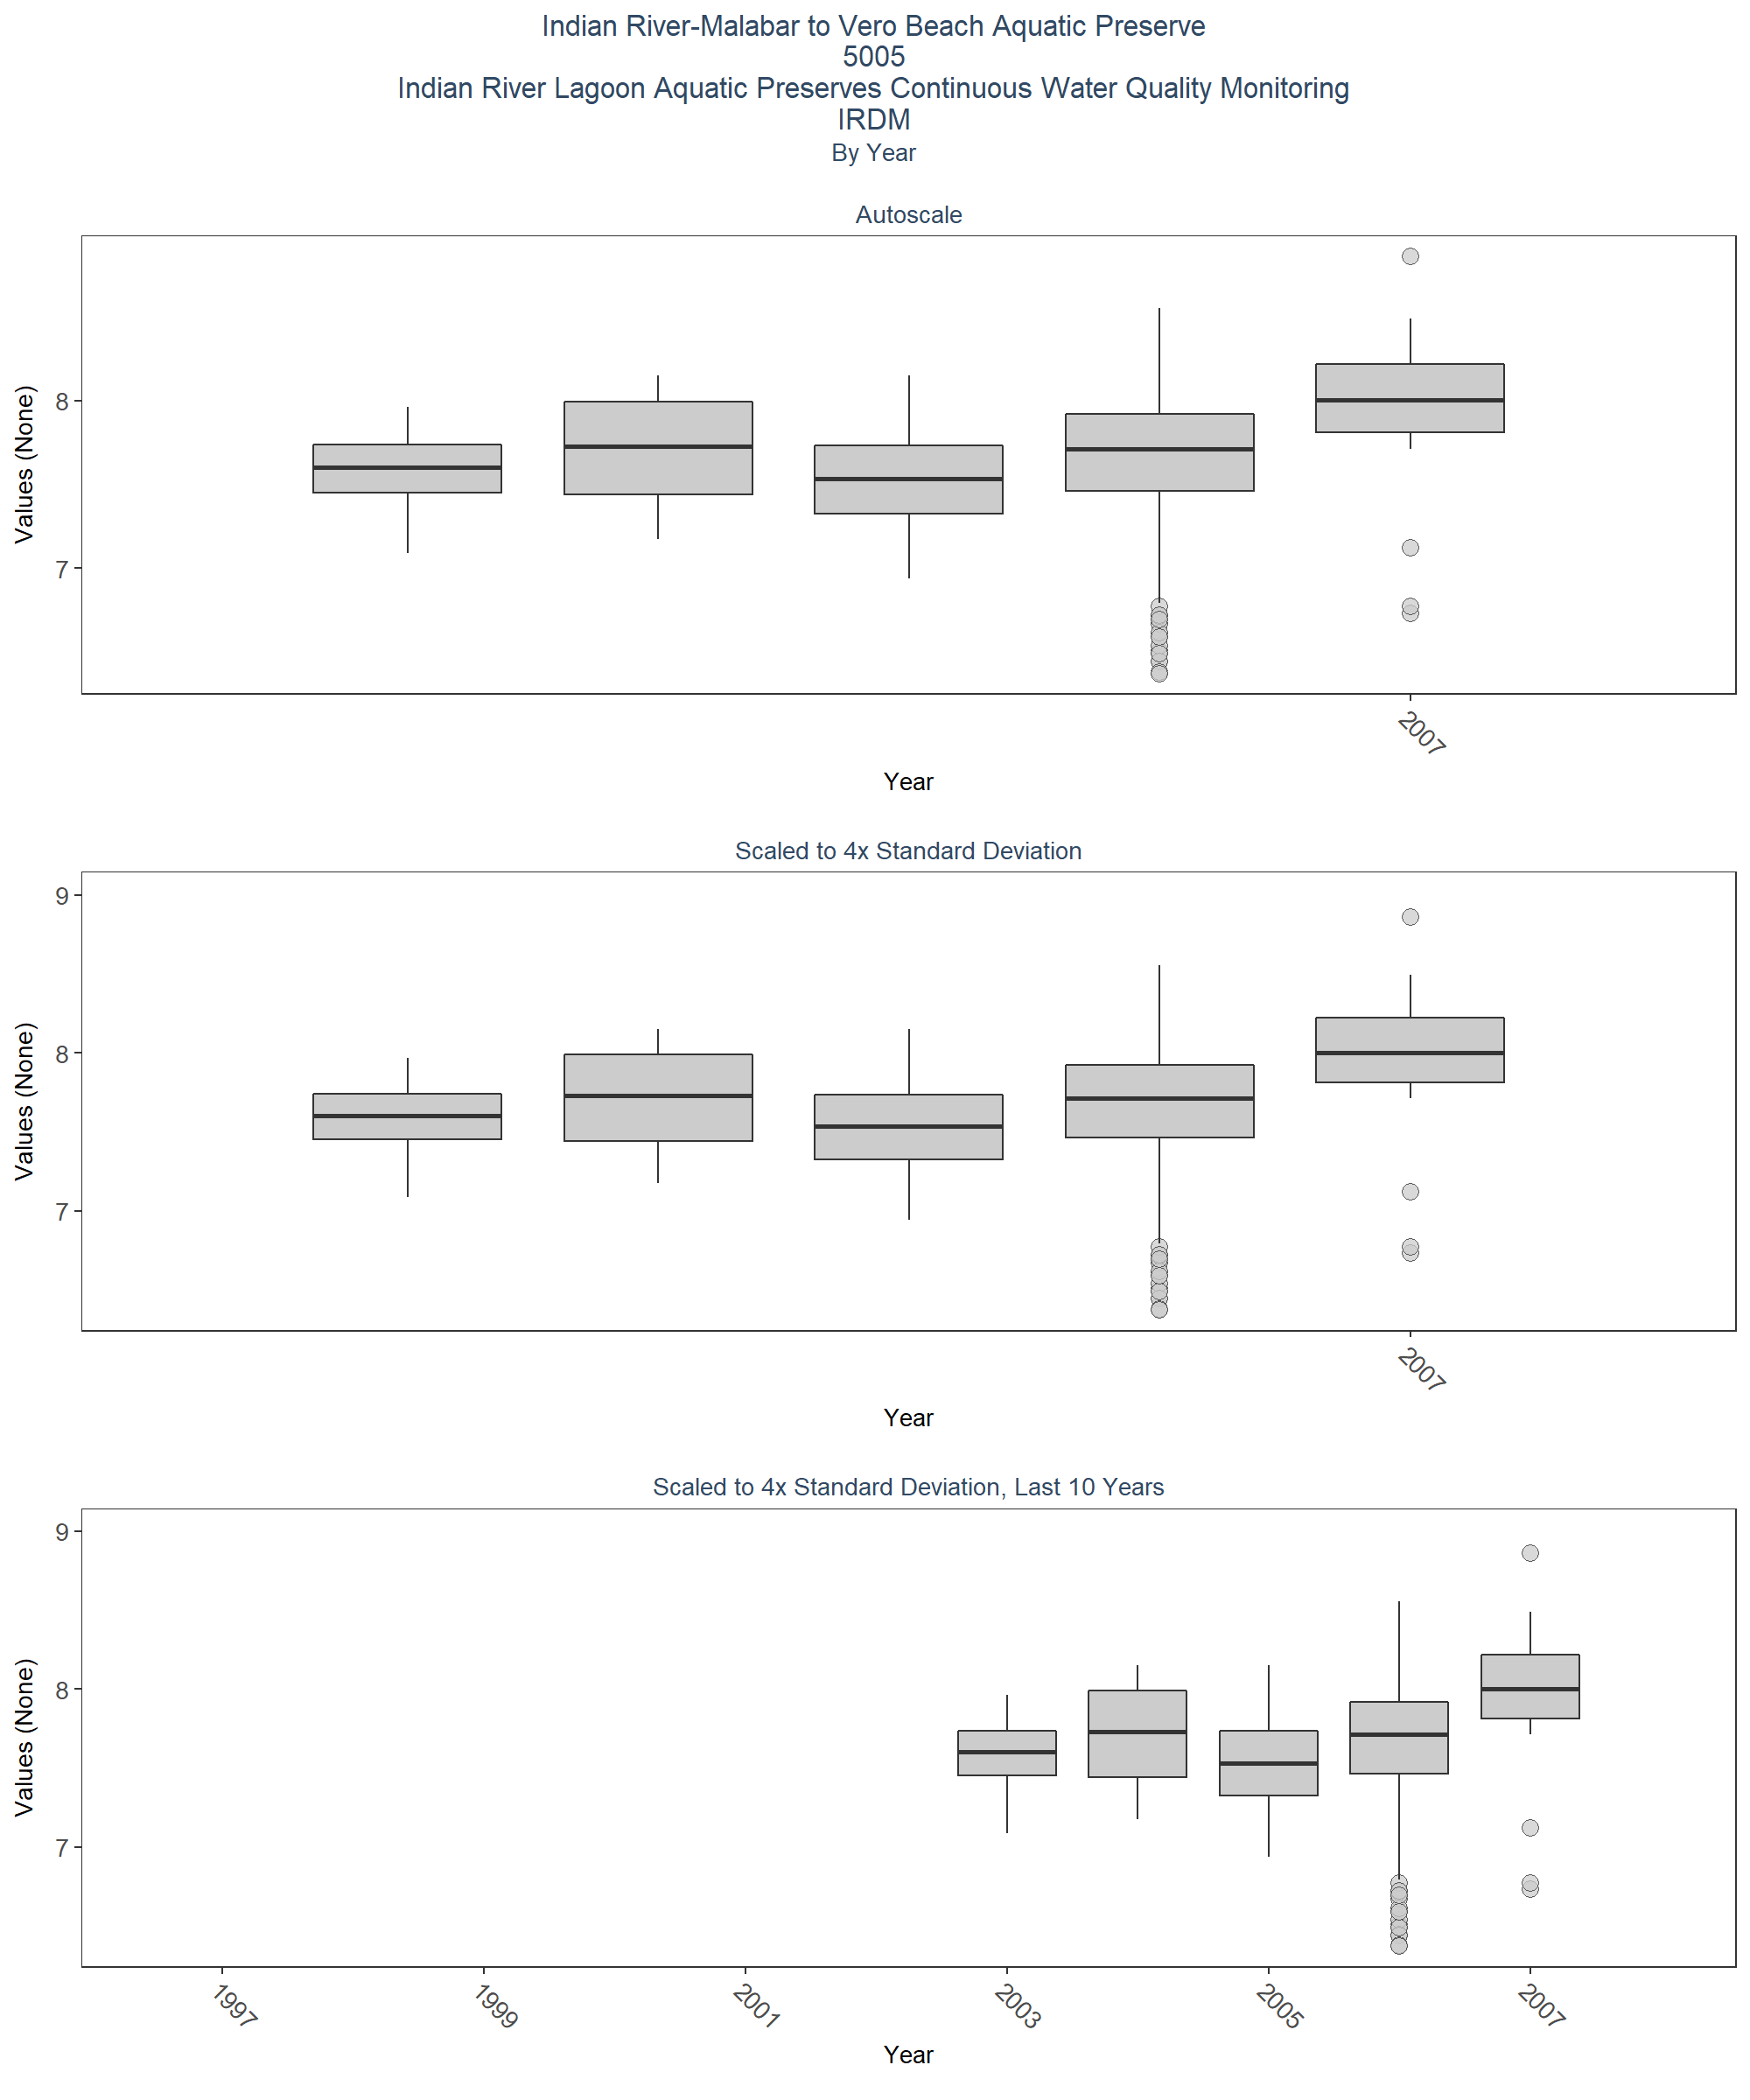 Indian River-Malabar to Vero Beach Aquatic Preserve
5005
Indian River Lagoon Aquatic Preserves Continuous Water Quality Monitoring
IRDM
By Year
Autoscale
Values (None)
8
7
2007
Year
Scaled to 4x Standard Deviation
Values (None)
9
8
7
2007
Year
Scaled to 4x Standard Deviation, Last 10 Years
Values (None)
9
8
7
1997
1999
2001
2003
2005
2007
Year